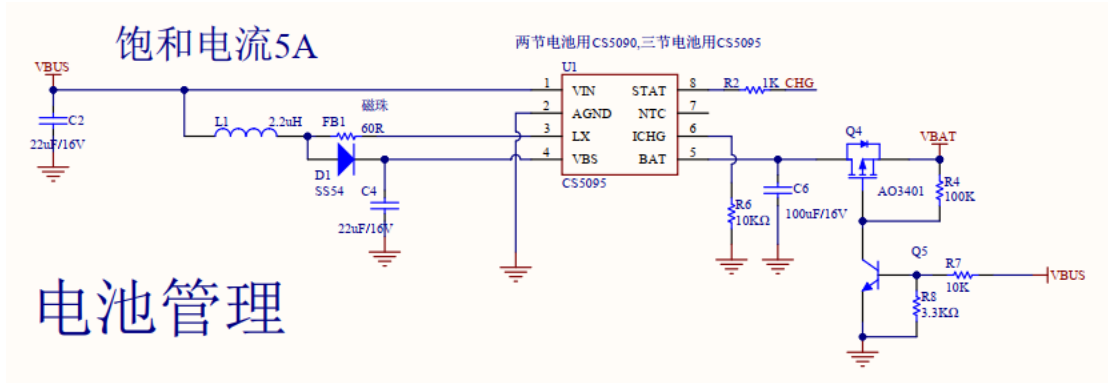 饱和电流5A
两节电池用CS5090,三节电池用CS5095
VBUS
U1
1 VIN STAT 8 R2 1K CHG
2 AGND NTC 7
3 LX ICHG 6
4 VBS BAT 5
CS5095
C2
22uF/16V
L1 2.2uH
磁珠
FB1 60R
D1
SS54
C4
22uF/16V
R6
10KΩ
C6
100uF/16V
Q4
VBAT
AO3401
R4
100K
Q5
R7
10K
VBUS
R8
3.3KΩ
电池管理